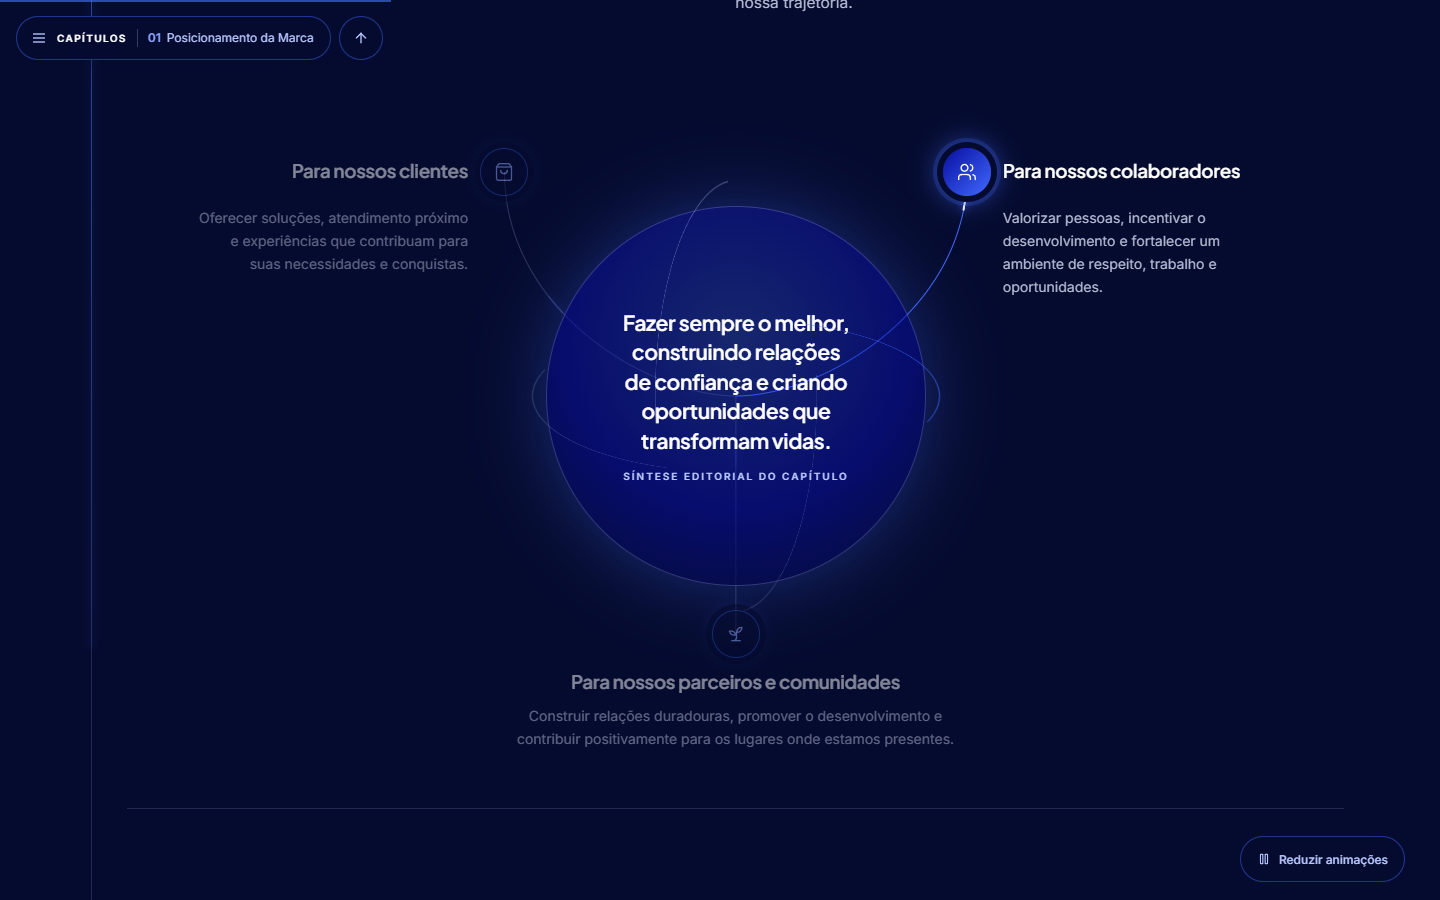 nossa trajetória.
CAPÍTULOS
01 Posicionamento da Marca
Para nossos clientes
Oferecer soluções, atendimento próximo
e experiências que contribuam para
suas necessidades e conquistas.
Para nossos colaboradores
Valorizar pessoas, incentivar o
desenvolvimento e fortalecer um
ambiente de respeito, trabalho e
oportunidades.
Fazer sempre o melhor,
construindo relações
de confiança e criando
oportunidades que
transformam vidas.
SÍNTESE EDITORIAL DO CAPÍTULO
Para nossos parceiros e comunidades
Construir relações duradouras, promover o desenvolvimento e
contribuir positivamente para os lugares onde estamos presentes.
Reduzir animações